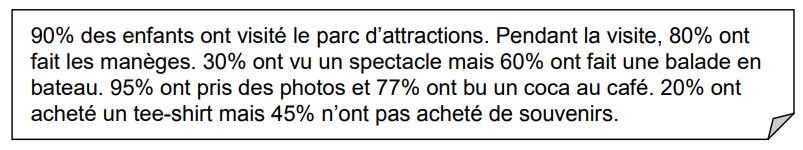 90% des enfants ont visité le parc d’attractions. Pendant la visite, 80% ont
fait les manèges. 30% ont vu un spectacle mais 60% ont fait une balade en
bateau. 95% ont pris des photos et 77% ont bu un coca au café. 20% ont
acheté un tee-shirt mais 45% n’ont pas acheté de souvenirs.